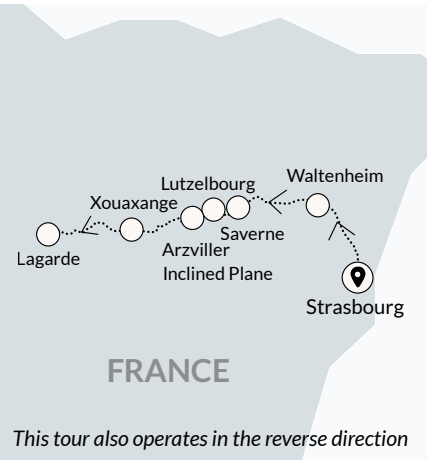 Waltenheim
Lutzelbourg
Xouaxange
Saverne
Arzviller
Inclined Plane
Lagarde
Strasbourg
FRANCE
This tour also operates in the reverse direction